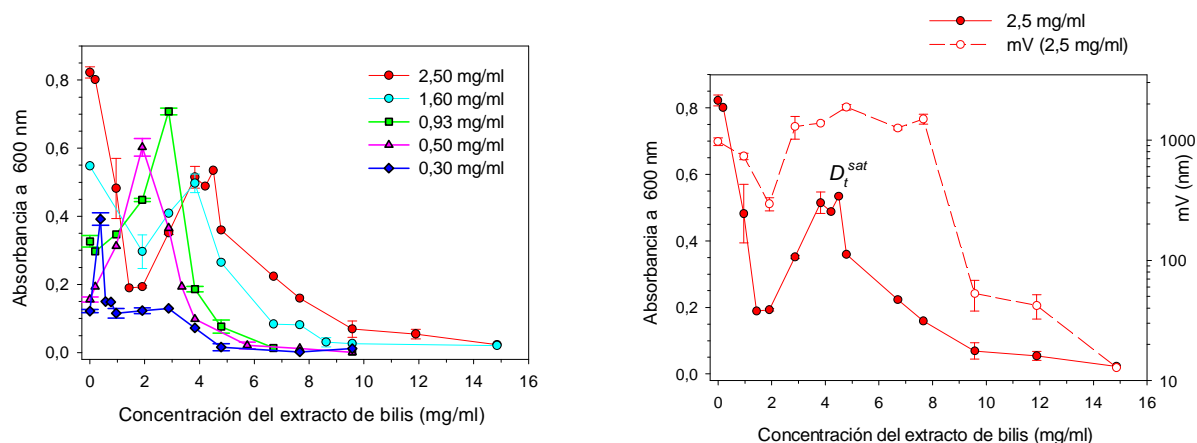 Absorbancia a 600 nm
0,8
0,6
0,4
0,2
0,0
0 2 4 6 8 10 12 14 16
Concentración del extracto de bilis (mg/ml)
2,50 mg/ml
1,60 mg/ml
0,93 mg/ml
0,50 mg/ml
0,30 mg/ml
2,5 mg/ml
mV (2,5 mg/ml)
Absorbancia a 600 nm
0,8
0,6
0,4
0,2
0,0
D_t^sat
1000
100
10
mV (nm)
0 2 4 6 8 10 12 14 16
Concentración del extracto de bilis (mg/ml)